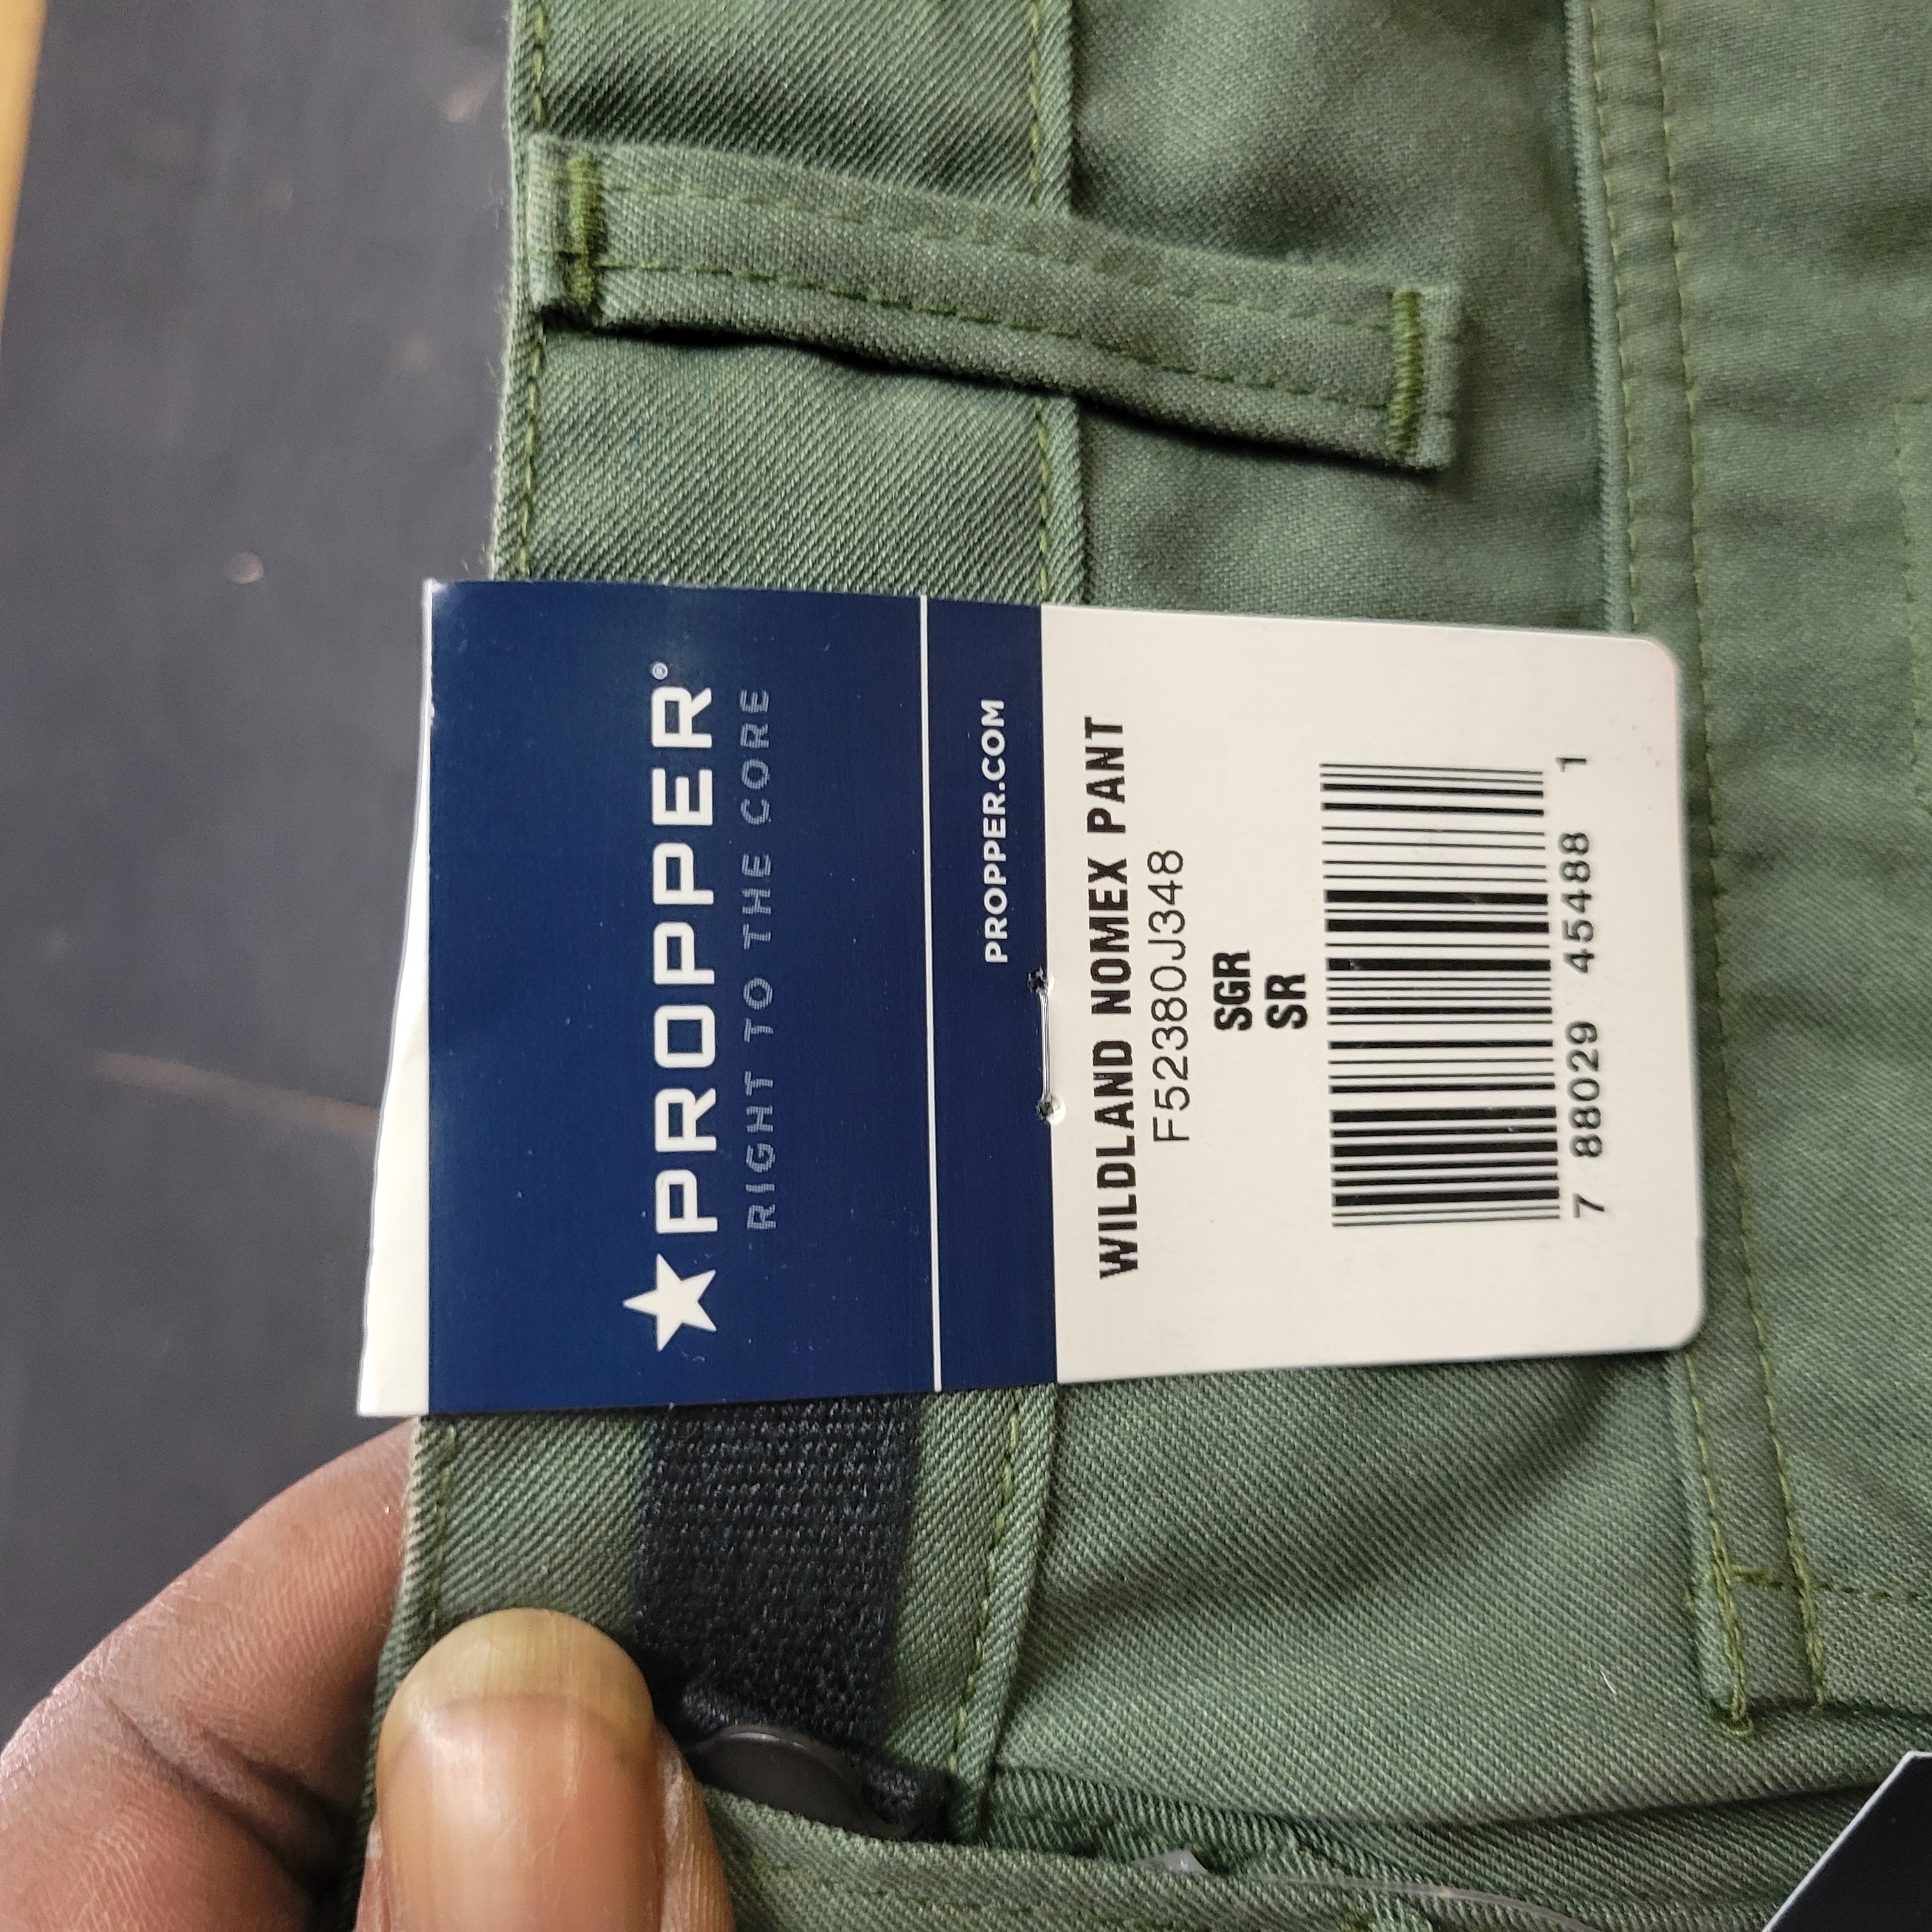 PROPPER®
RIGHT TO THE CORE
PROPPER.COM
WILDLAND NOMEX PANT
F52380J348
SGR
SR
7 88029 45488 1